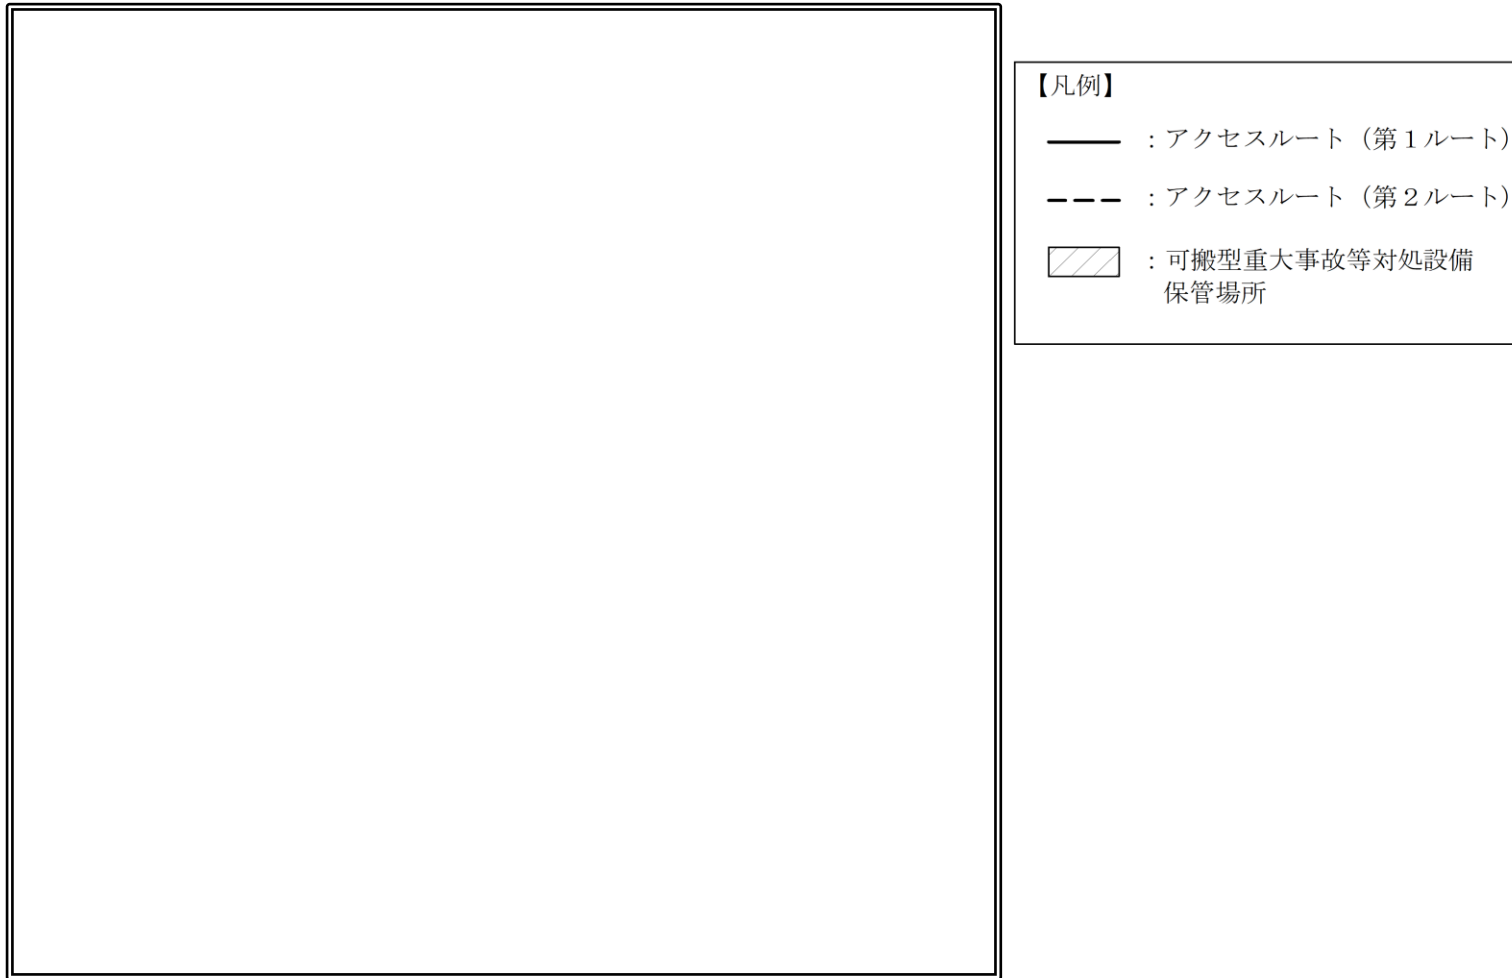 【凡例】
：アクセスルート（第１ルート）
：アクセスルート（第２ルート）
：可搬型重大事故等対処設備
保管場所